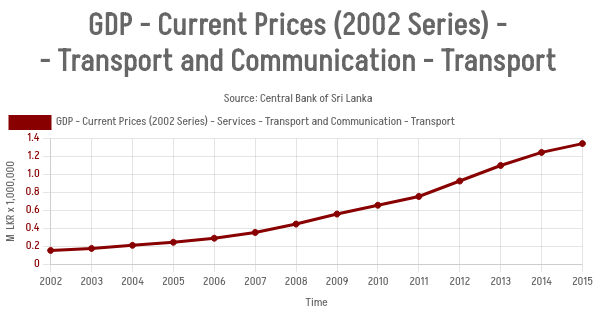 GDP - Current Prices (2002 Series) -
- Transport and Communication - Transport
Source: Central Bank of Sri Lanka
GDP - Current Prices (2002 Series) - Services - Transport and Communication - Transport
1.4
1.2
1.0
0.8
0.6
0.4
0.2
0
M LKR x 1,000,000
2002 2003 2004 2005 2006 2007 2008 2009 2010 2011 2012 2013 2014 2015
Time